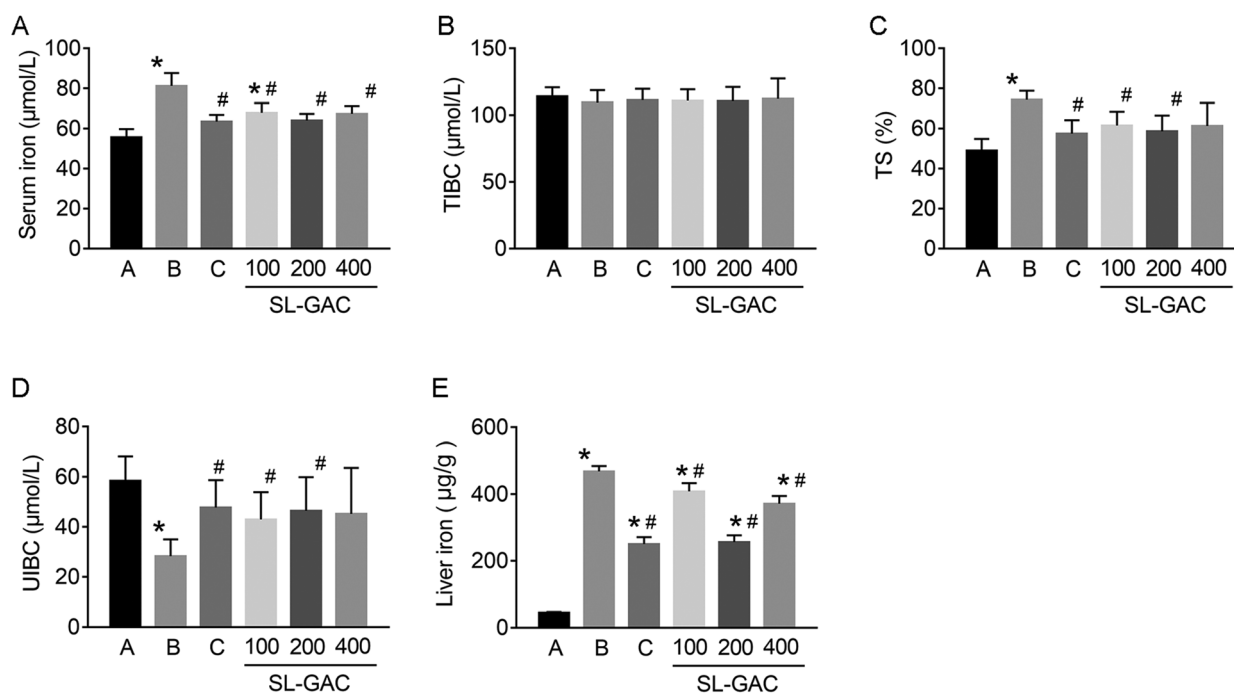 A
Serum iron (μmol/L)
100
80
60
40
20
0
*
#
* #
#
#
A B C 100 200 400
SL-GAC
B
TIBC (μmol/L)
150
100
50
0
A B C 100 200 400
SL-GAC
C
TS (%)
100
80
60
40
20
0
*
#
#
#
A B C 100 200 400
SL-GAC
D
UIBC (μmol/L)
80
60
40
20
0
*
#
#
#
A B C 100 200 400
SL-GAC
E
Liver iron ( μg/g )
600
400
200
0
*
* #
* #
* #
* #
A B C 100 200 400
SL-GAC